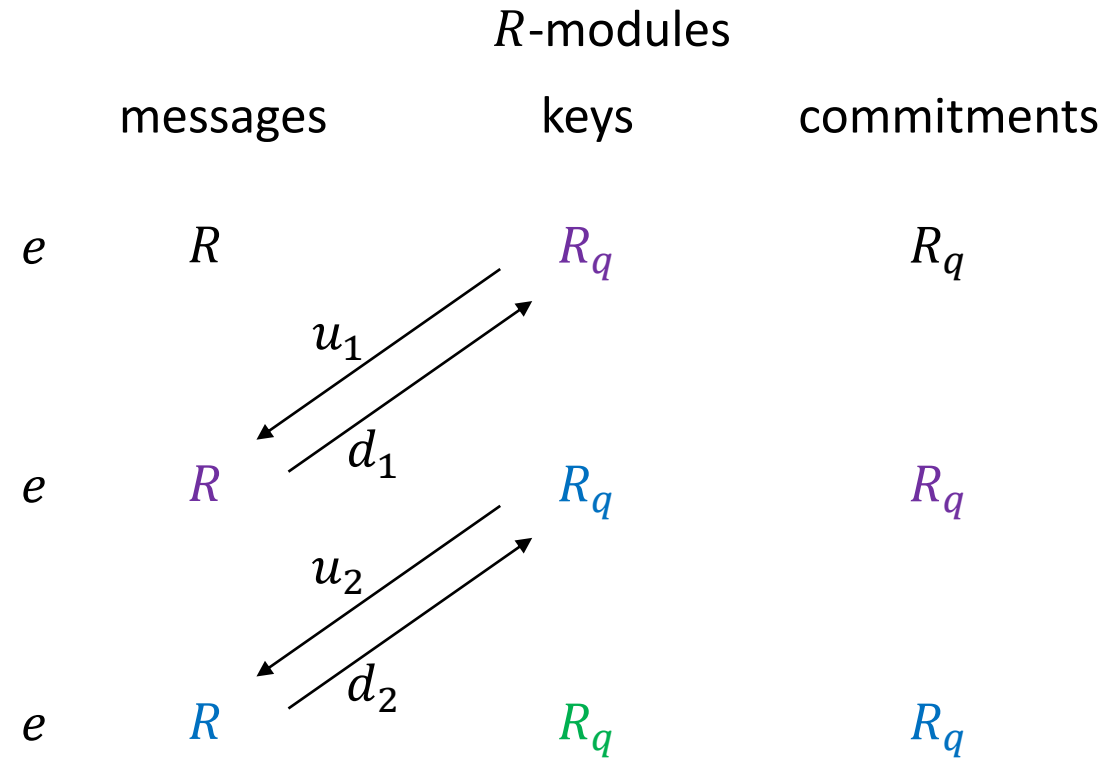 R-modules
messages keys commitments
e R R_q R_q
u_1
d_1
e R R_q R_q
u_2
d_2
e R R_q R_q